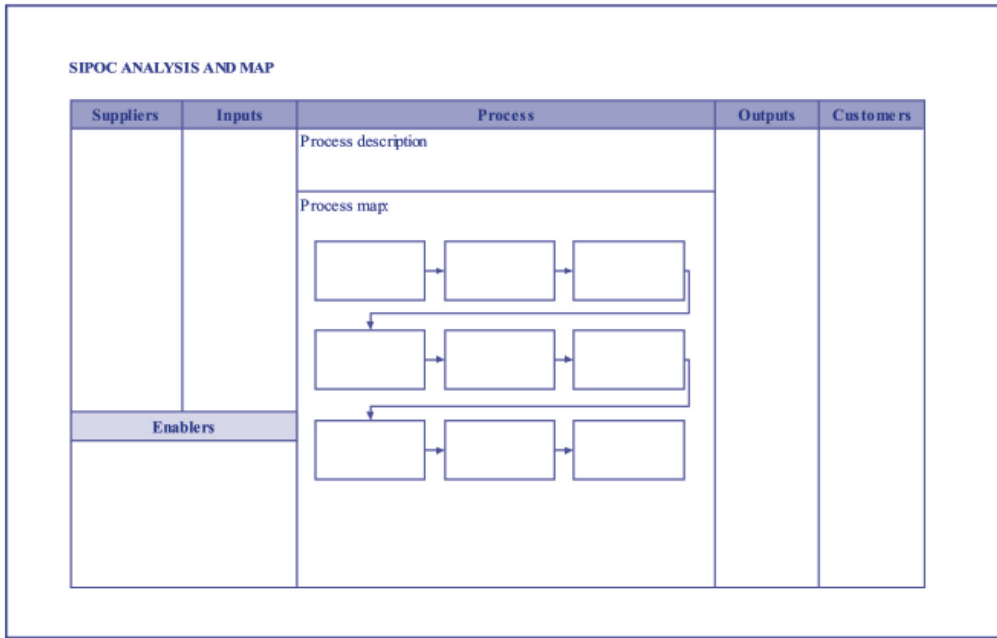 SIPOC ANALYSIS AND MAP
Suppliers Inputs Process Outputs Customers
Process description
Process map:
Enablers